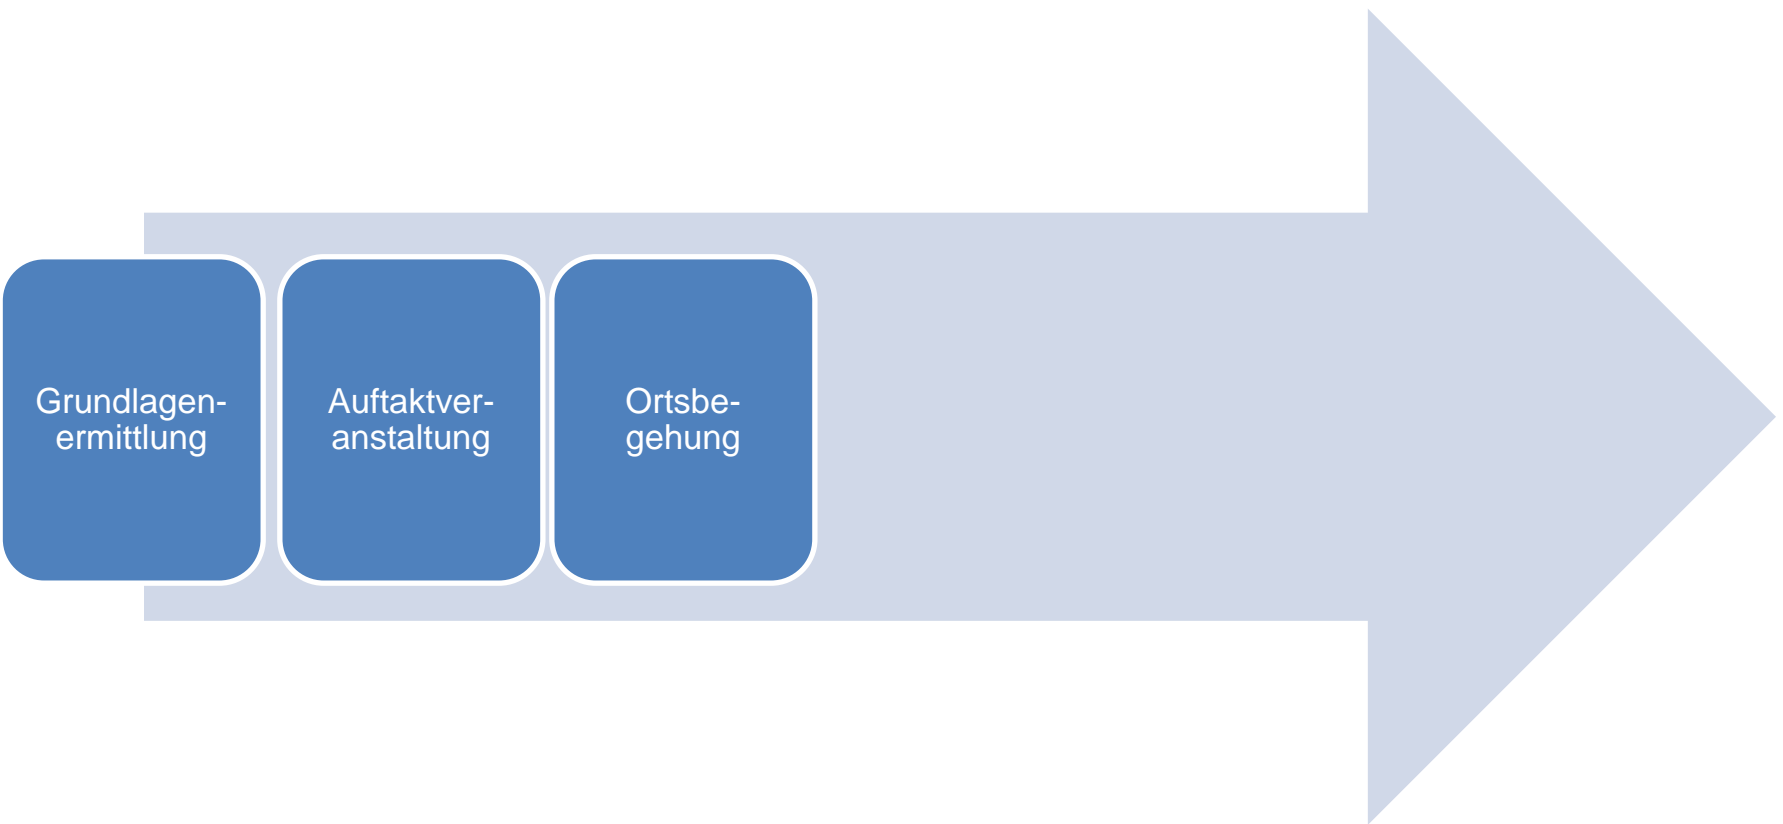 Grundlagen-
ermittlung
Auftaktver-
anstaltung
Ortsbe-
gehung